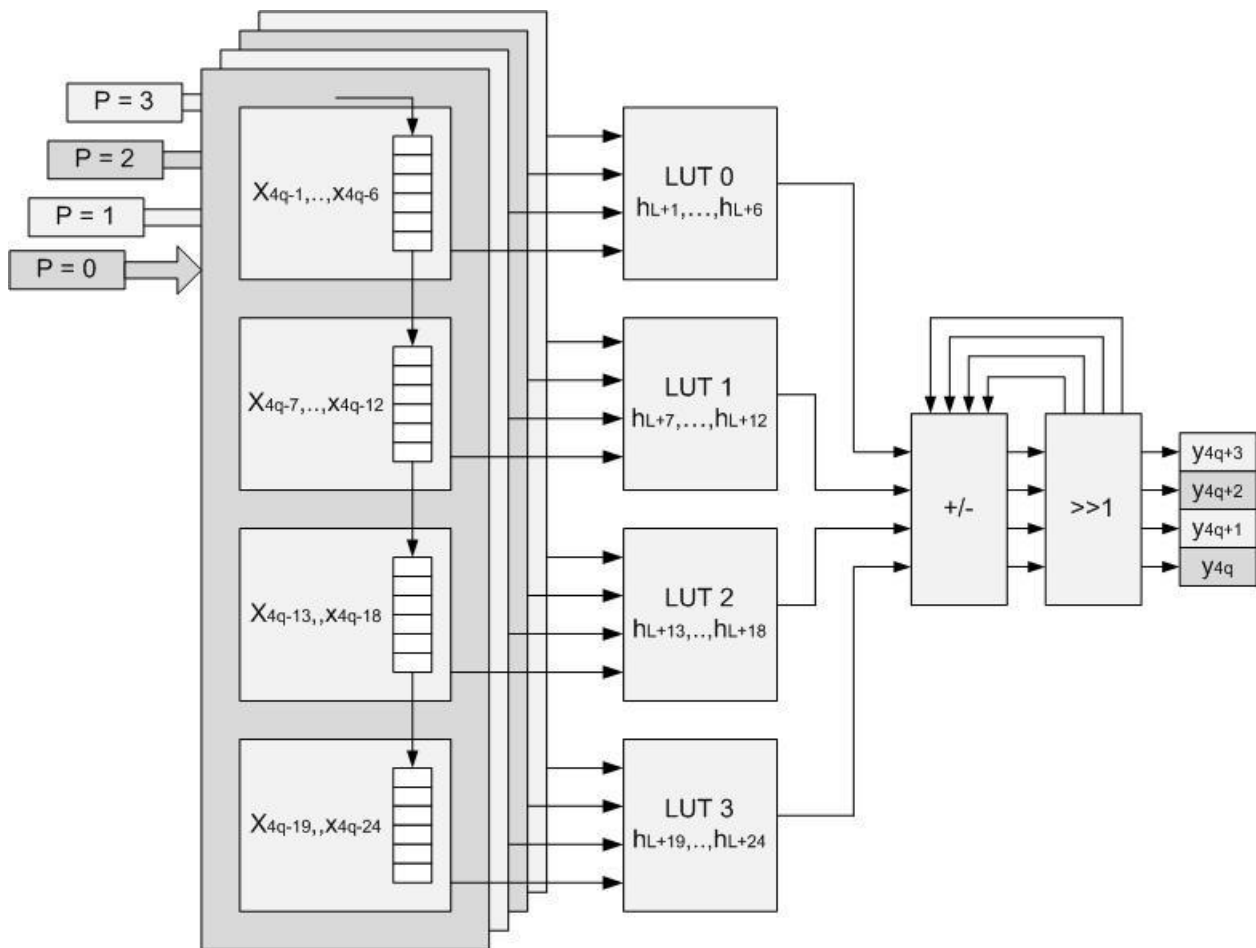 P = 3
P = 2
P = 1
P = 0
X4q-1,..,x4q-6
X4q-7,..,x4q-12
X4q-13,,x4q-18
X4q-19,,x4q-24
LUT 0
hL+1,...,hL+6
LUT 1
hL+7,...,hL+12
LUT 2
hL+13,..,hL+18
LUT 3
hL+19,..,hL+24
+/-
>>1
y4q+3
y4q+2
y4q+1
y4q